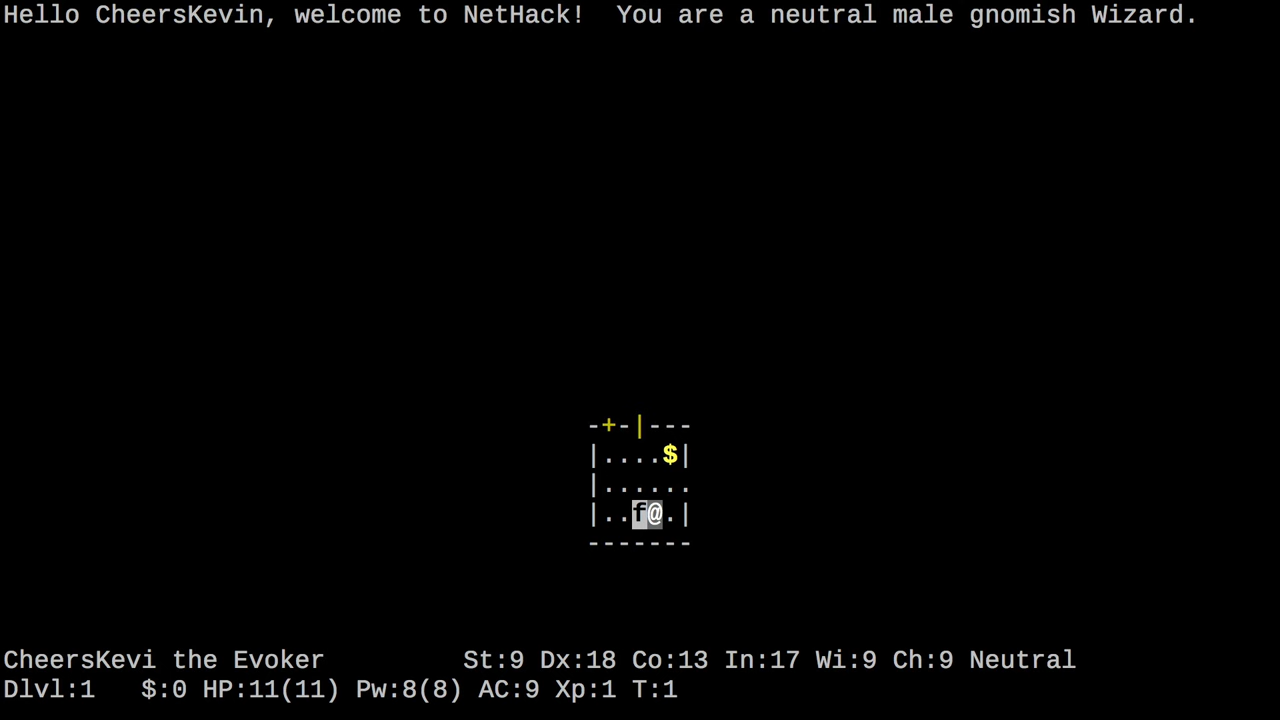 Hello CheersKevin, welcome to NetHack!  You are a neutral male gnomish Wizard.
-+-|---
|....$|
|......
|..f@.|
-------
CheersKevi the Evoker         St:9 Dx:18 Co:13 In:17 Wi:9 Ch:9 Neutral
Dlvl:1   $:0 HP:11(11) Pw:8(8) AC:9 Xp:1 T:1